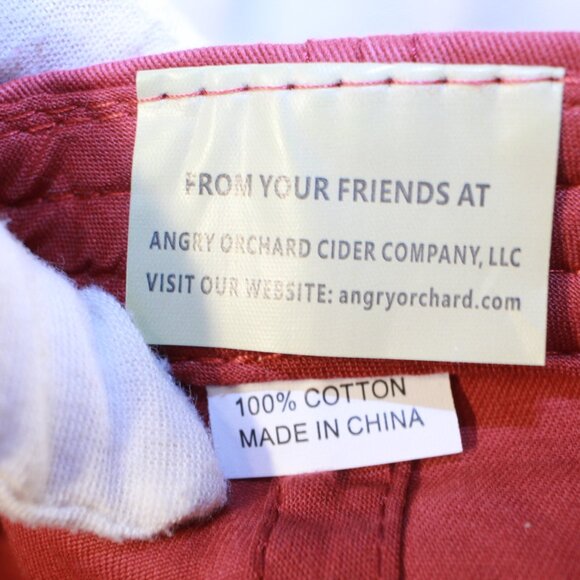 FROM YOUR FRIENDS AT
ANGRY ORCHARD CIDER COMPANY, LLC
VISIT OUR WEBSITE: angryorchard.com
100% COTTON
MADE IN CHINA